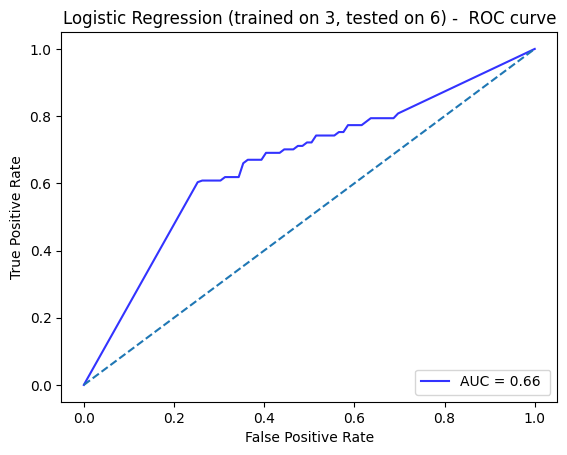 Logistic Regression (trained on 3, tested on 6) -  ROC curve
True Positive Rate
1.0
0.8
0.6
0.4
0.2
0.0
AUC = 0.66
0.0 0.2 0.4 0.6 0.8 1.0
False Positive Rate